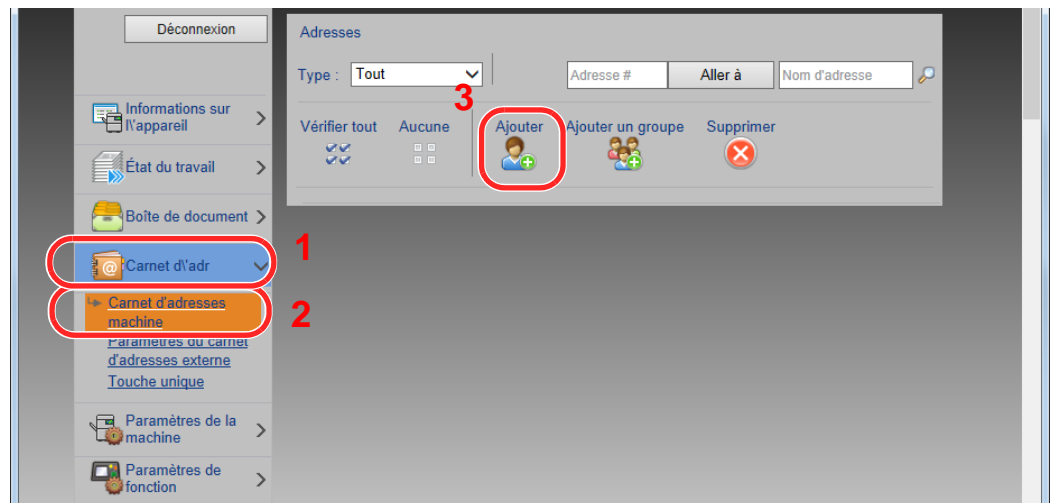 Déconnexion
Adresses
Type : Tout
Adresse #
Aller à
Nom d'adresse
3
Vérifier tout
Aucune
Ajouter
Ajouter un groupe
Supprimer
Informations sur
l\'appareil
État du travail
Boîte de document
Carnet d\'adr
1
Carnet d'adresses
machine
2
Paramètres du carnet
d'adresses externe
Touche unique
Paramètres de la
machine
Paramètres de
fonction